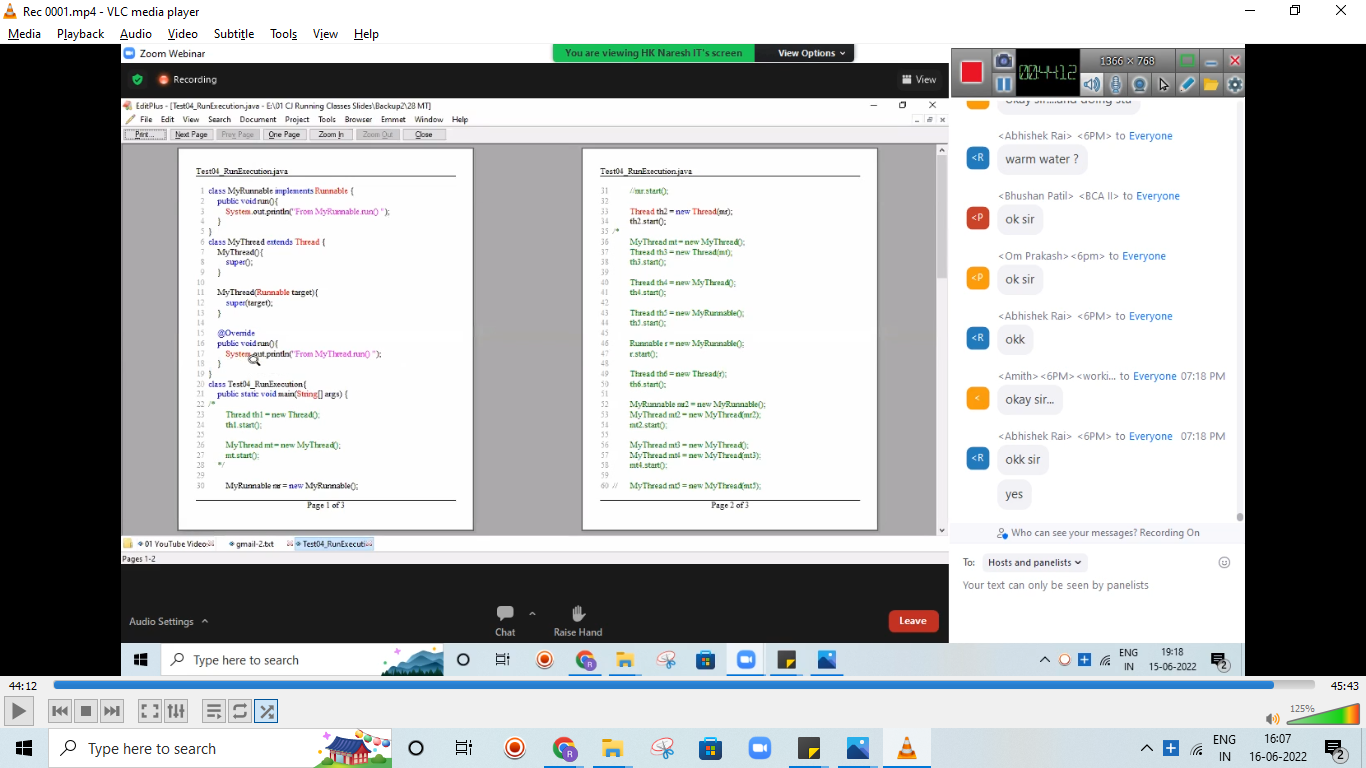 Rec 0001.mp4 - VLC media player
Media Playback Audio Video Subtitle Tools View Help
Zoom Webinar
You are viewing HK Naresh IT's screen
View Options
Recording
View
EditPlus - [Test04_RunExecution.java - E:\01 CJ Running Classes Slides\Backup2\28 MT]
File Edit View Search Document Project Tools Browser Emmet Window Help
Print... Next Page Prev Page One Page Zoom In Zoom Out Close
Test04_RunExecution.java
1 class MyRunnable implements Runnable {
2 public void run(){
3 System.out.println("From MyRunnable.run() ");
4 }
5 }
6 class MyThread extends Thread {
7 MyThread(){
8 super();
9 }
10
11 MyThread(Runnable target){
12 super(target);
13 }
14
15 @Override
16 public void run(){
17 System.out.println("From MyThread.run() ");
18 }
19 }
20 class Test04_RunExecution{
21 public static void main(String[] args) {
22 /*
23 Thread th1 = new Thread();
24 th1.start();
25
26 MyThread mt = new MyThread();
27 mt.start();
28 */
29
30 MyRunnable mr = new MyRunnable();
Page 1 of 3
Test04_RunExecution.java
31 //mr.start();
32
33 Thread th2 = new Thread(mr);
34 th2.start();
35 /*
36 MyThread mt = new MyThread();
37 Thread th3 = new Thread(mt);
38 th3.start();
39
40 Thread th4 = new MyThread();
41 th4.start();
42
43 Thread th5 = new MyRunnable();
44 th5.start();
45
46 Runnable r = new MyRunnable();
47 r.start();
48
49 Thread th6 = new Thread(r);
50 th6.start();
51
52 MyRunnable mr2 = new MyRunnable();
53 MyThread mt2 = new MyThread(mr2);
54 mt2.start();
55
56 MyThread mt3 = new MyThread();
57 MyThread mt4 = new MyThread(mt3);
58 mt4.start();
59
60 // MyThread mt5 = new MyThread(mt5);
Page 2 of 3
01 YouTube Video
gmail-2.txt
Test04_RunExecuti
Pages 1-2
Audio Settings
Chat
Raise Hand
Leave
00:44:12
1366 × 768
<Abhishek Rai> <6PM> to Everyone
<R
warm water ?
<Bhushan Patil> <BCA II> to Everyone
<P
ok sir
<Om Prakash> <6pm> to Everyone
<P
ok sir
<Abhishek Rai> <6PM> to Everyone
<R
okk
<Amith><6PM><worki... to Everyone 07:18 PM
<
okay sir...
<Abhishek Rai> <6PM> to Everyone 07:18 PM
<R
okk sir
yes
Who can see your messages? Recording On
To: Hosts and panelists
Your text can only be seen by panelists
Type here to search
ENG
IN
19:18
15-06-2022
2
44:12
45:43
125%
Type here to search
ENG
IN
16:07
16-06-2022
2